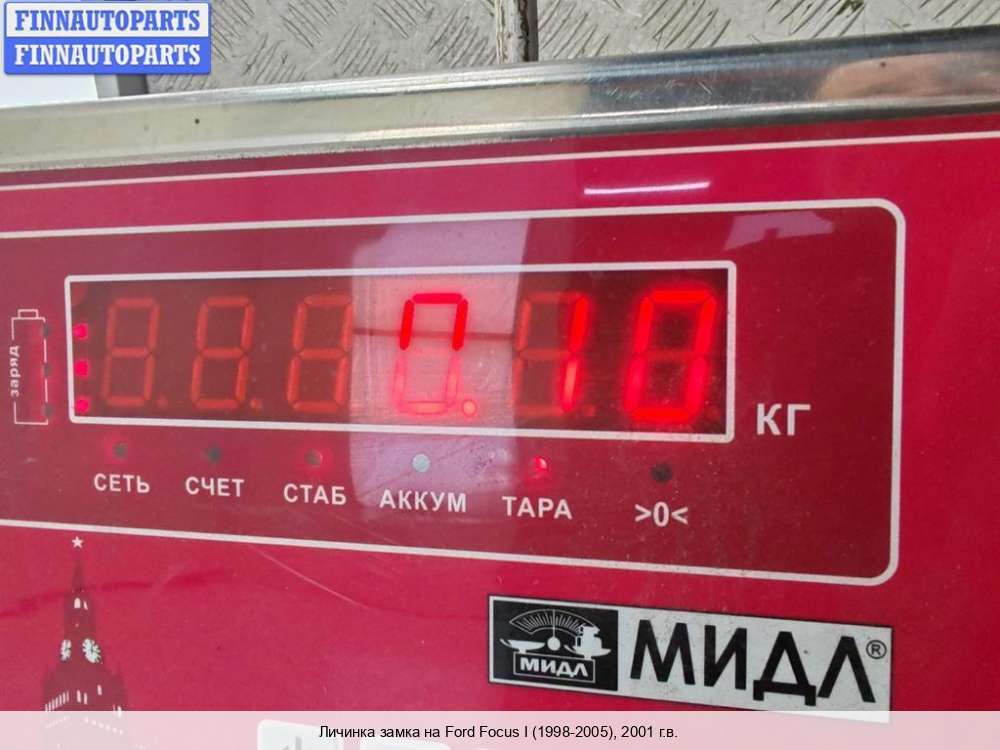 FINNAUTOPARTS
FINNAUTOPARTS
заряд
0.10
КГ
СЕТЬ СЧЕТ СТАБ АККУМ ТАРА >0<
МИДЛ
МИДЛ®
Личинка замка на Ford Focus I (1998-2005), 2001 г.в.